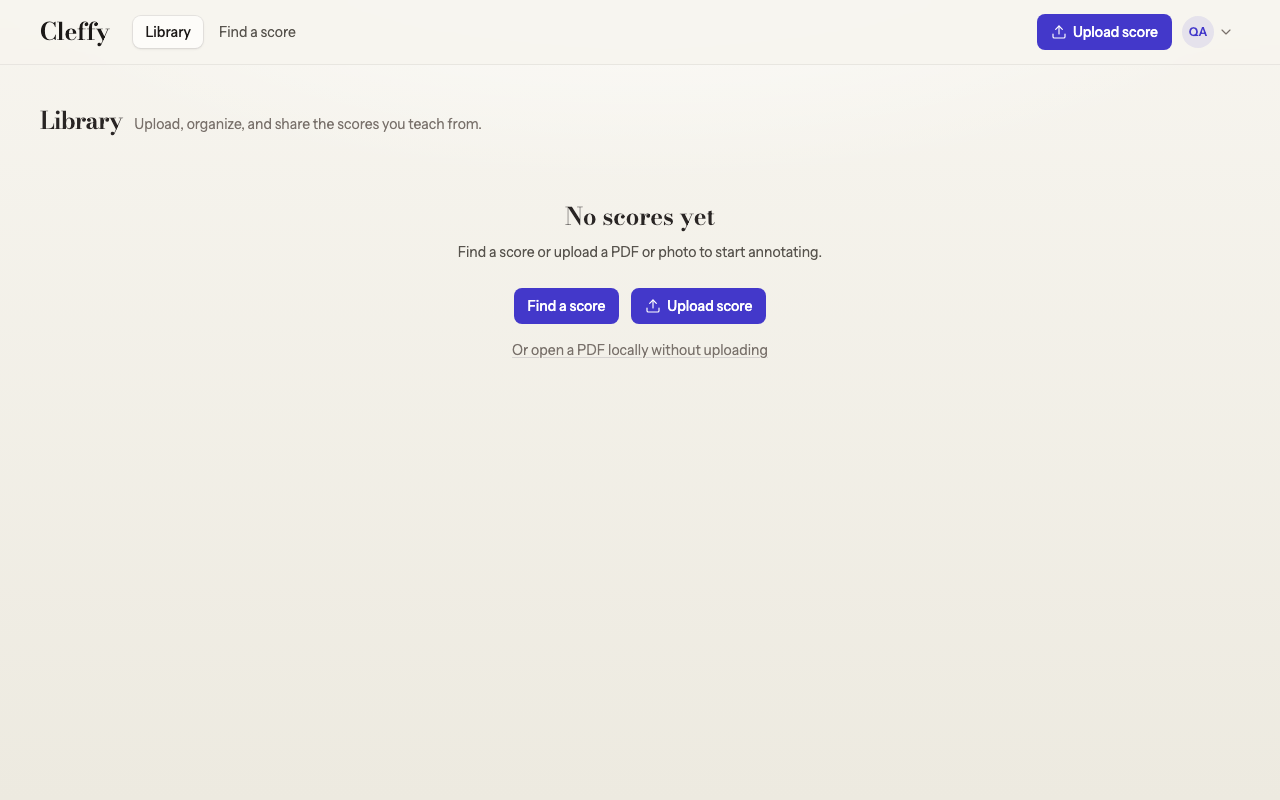 Cleffy
Library
Find a score
Upload score
QA
Library
Upload, organize, and share the scores you teach from.
No scores yet
Find a score or upload a PDF or photo to start annotating.
Find a score
Upload score
Or open a PDF locally without uploading